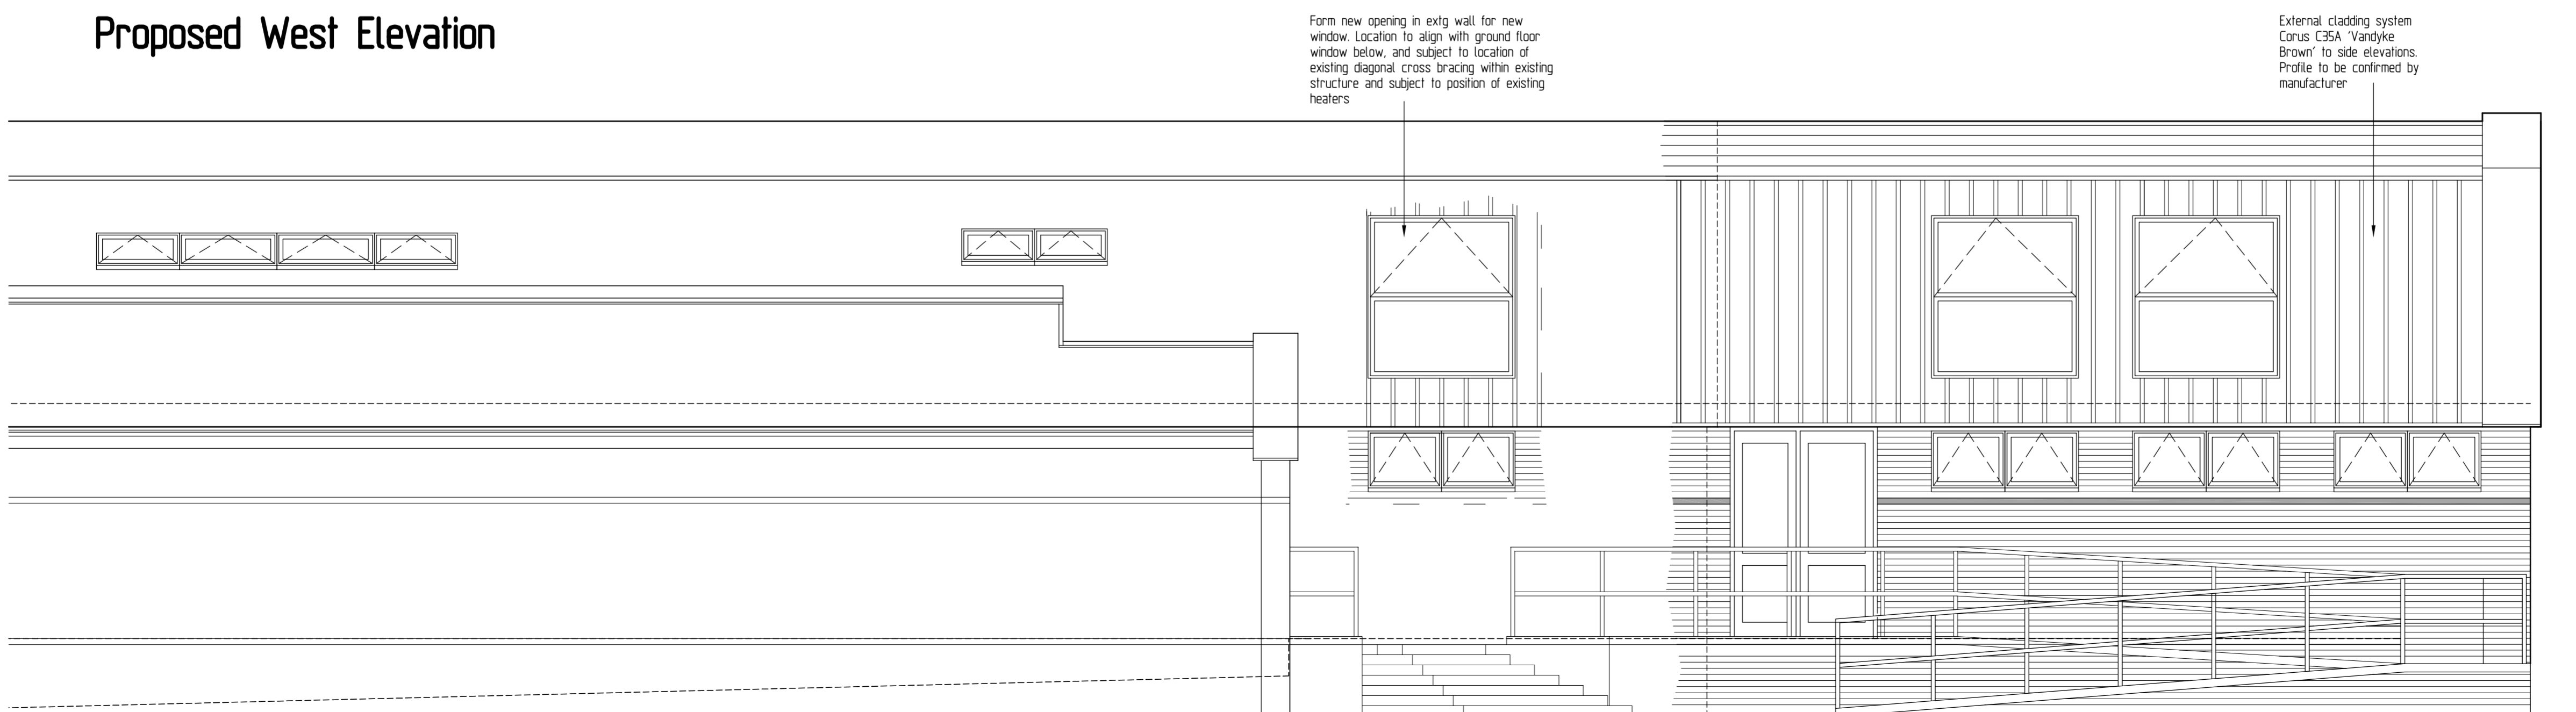 Proposed West Elevation
Form new opening in extg wall for new
window. Location to align with ground floor
window below, and subject to location of
existing diagonal cross bracing within existing
structure and subject to position of existing
heaters
External cladding system
Corus C35A 'Vandyke
Brown' to side elevations.
Profile to be confirmed by
manufacturer